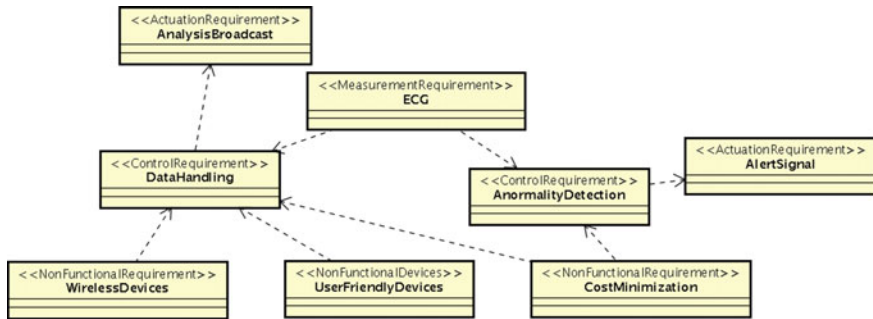 <<ActuationRequirement>>
AnalysisBroadcast
<<MeasurementRequirement>>
ECG
<<ControlRequirement>>
DataHandling
<<ActuationRequirement>>
AlertSignal
<<ControlRequirement>>
AnormalityDetection
<<NonFunctionalRequirement>>
WirelessDevices
<<NonFunctionalDevices>>
UserFriendlyDevices
<<NonFunctionalRequirement>>
CostMinimization